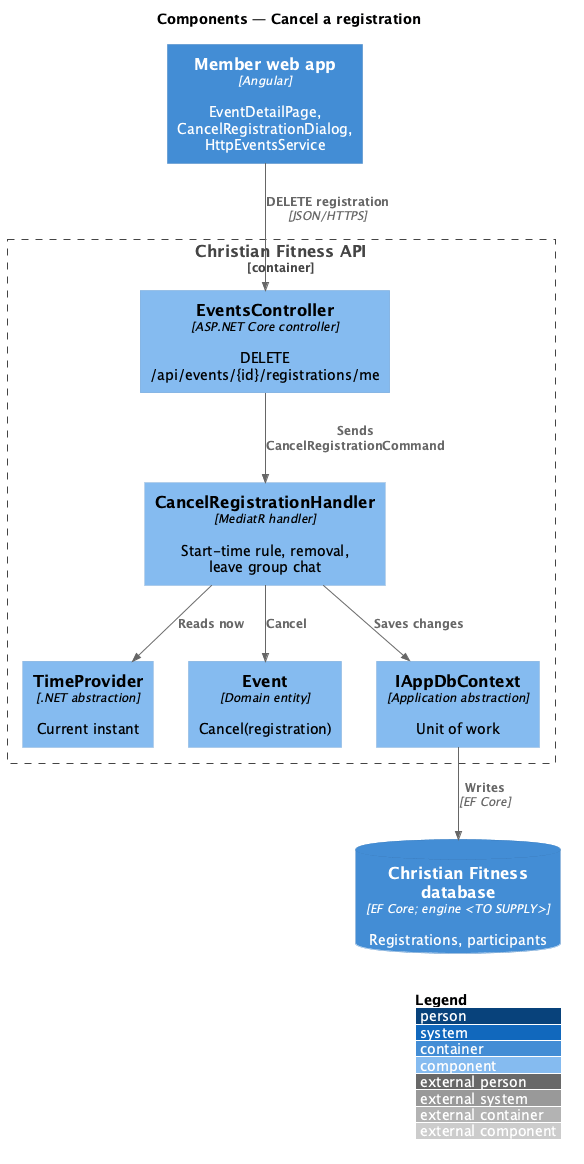 Components — Cancel a registration
Member web app
[Angular]
EventDetailPage,
CancelRegistrationDialog,
HttpEventsService
DELETE registration
[JSON/HTTPS]
Christian Fitness API
[container]
EventsController
[ASP.NET Core controller]
DELETE
/api/events/{id}/registrations/me
Sends
CancelRegistrationCommand
CancelRegistrationHandler
[MediatR handler]
Start-time rule, removal,
leave group chat
Reads now
Cancel
Saves changes
TimeProvider
[.NET abstraction]
Current instant
Event
[Domain entity]
Cancel(registration)
IAppDbContext
[Application abstraction]
Unit of work
Writes
[EF Core]
Christian Fitness
database
[EF Core; engine <TO SUPPLY>]
Registrations, participants
Legend
person
system
container
component
external person
external system
external container
external component